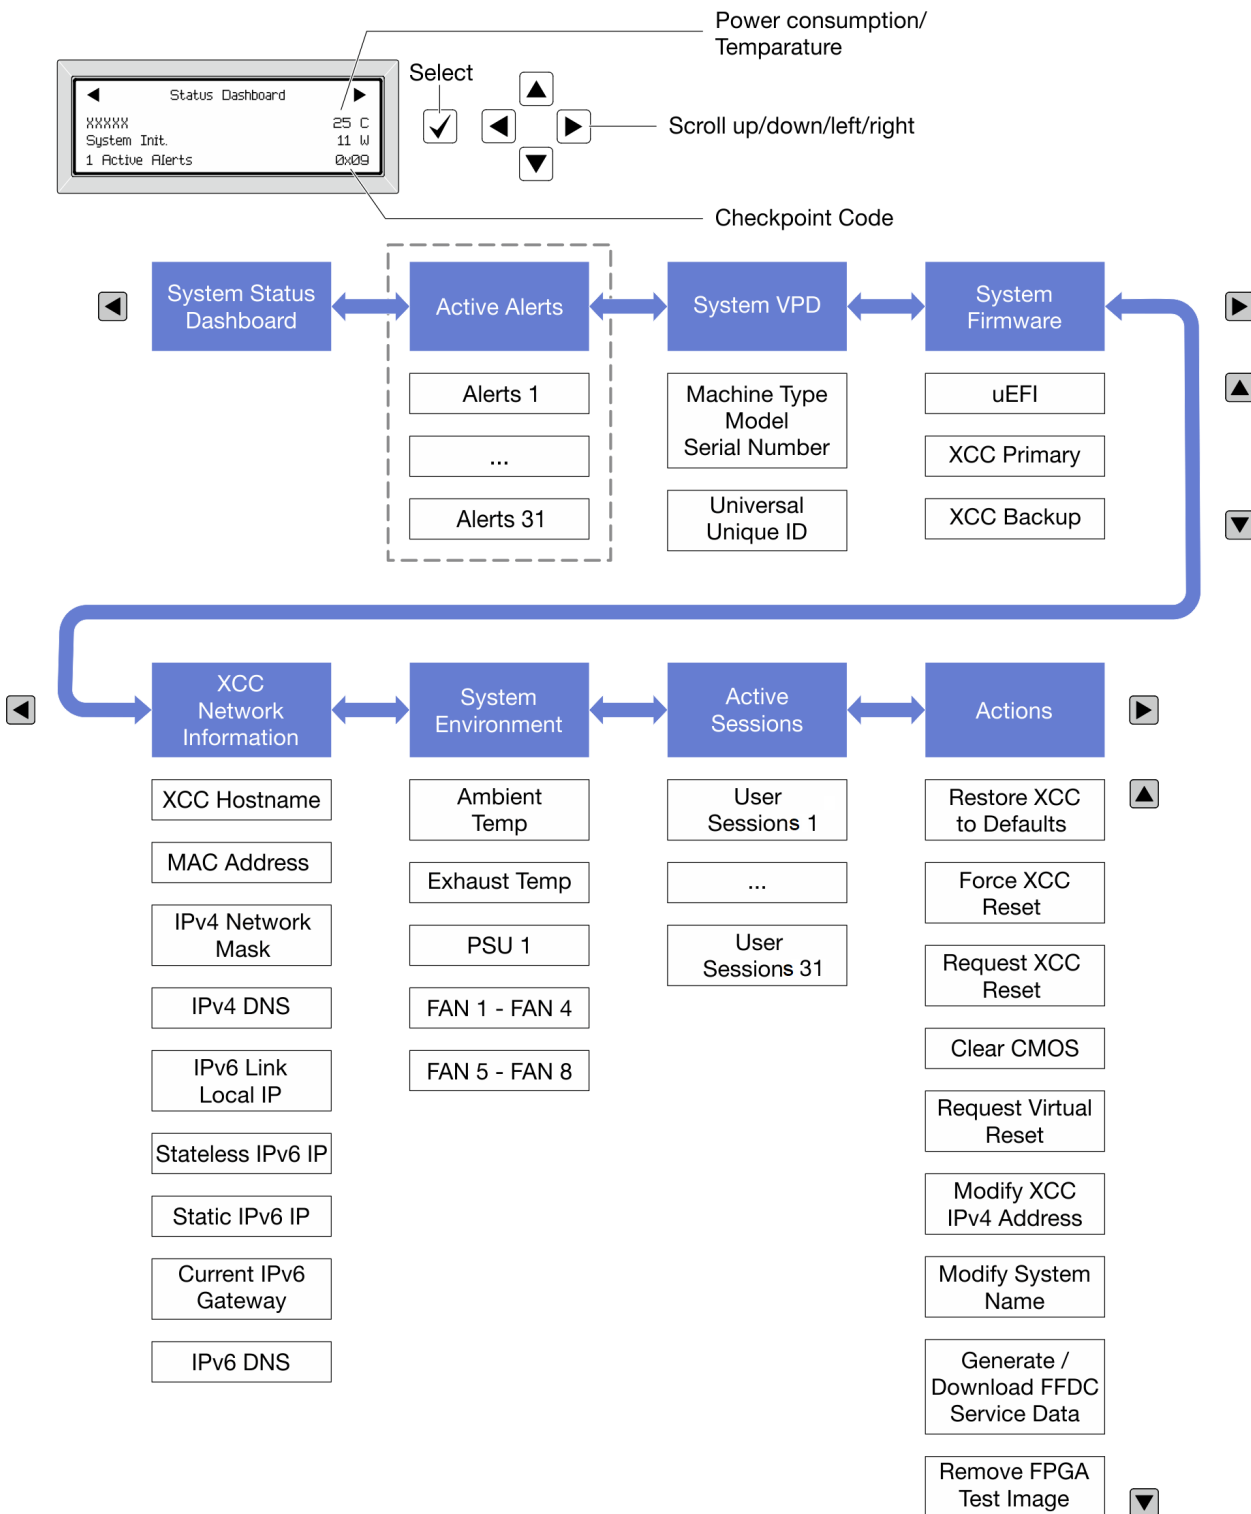 Power consumption/
Temparature
Select
Status Dashboard
XXXXX 25 C
System Init. 11 W
1 Active Alerts 0x09
Scroll up/down/left/right
Checkpoint Code
System Status
Dashboard
Active Alerts
System VPD
System
Firmware
Alerts 1
...
Alerts 31
Machine Type
Model
Serial Number
Universal
Unique ID
uEFI
XCC Primary
XCC Backup
XCC
Network
Information
System
Environment
Active
Sessions
Actions
XCC Hostname
MAC Address
IPv4 Network
Mask
IPv4 DNS
IPv6 Link
Local IP
Stateless IPv6 IP
Static IPv6 IP
Current IPv6
Gateway
IPv6 DNS
Ambient
Temp
Exhaust Temp
PSU 1
FAN 1 - FAN 4
FAN 5 - FAN 8
User
Sessions 1
...
User
Sessions 31
Restore XCC
to Defaults
Force XCC
Reset
Request XCC
Reset
Clear CMOS
Request Virtual
Reset
Modify XCC
IPv4 Address
Modify System
Name
Generate /
Download FFDC
Service Data
Remove FPGA
Test Image